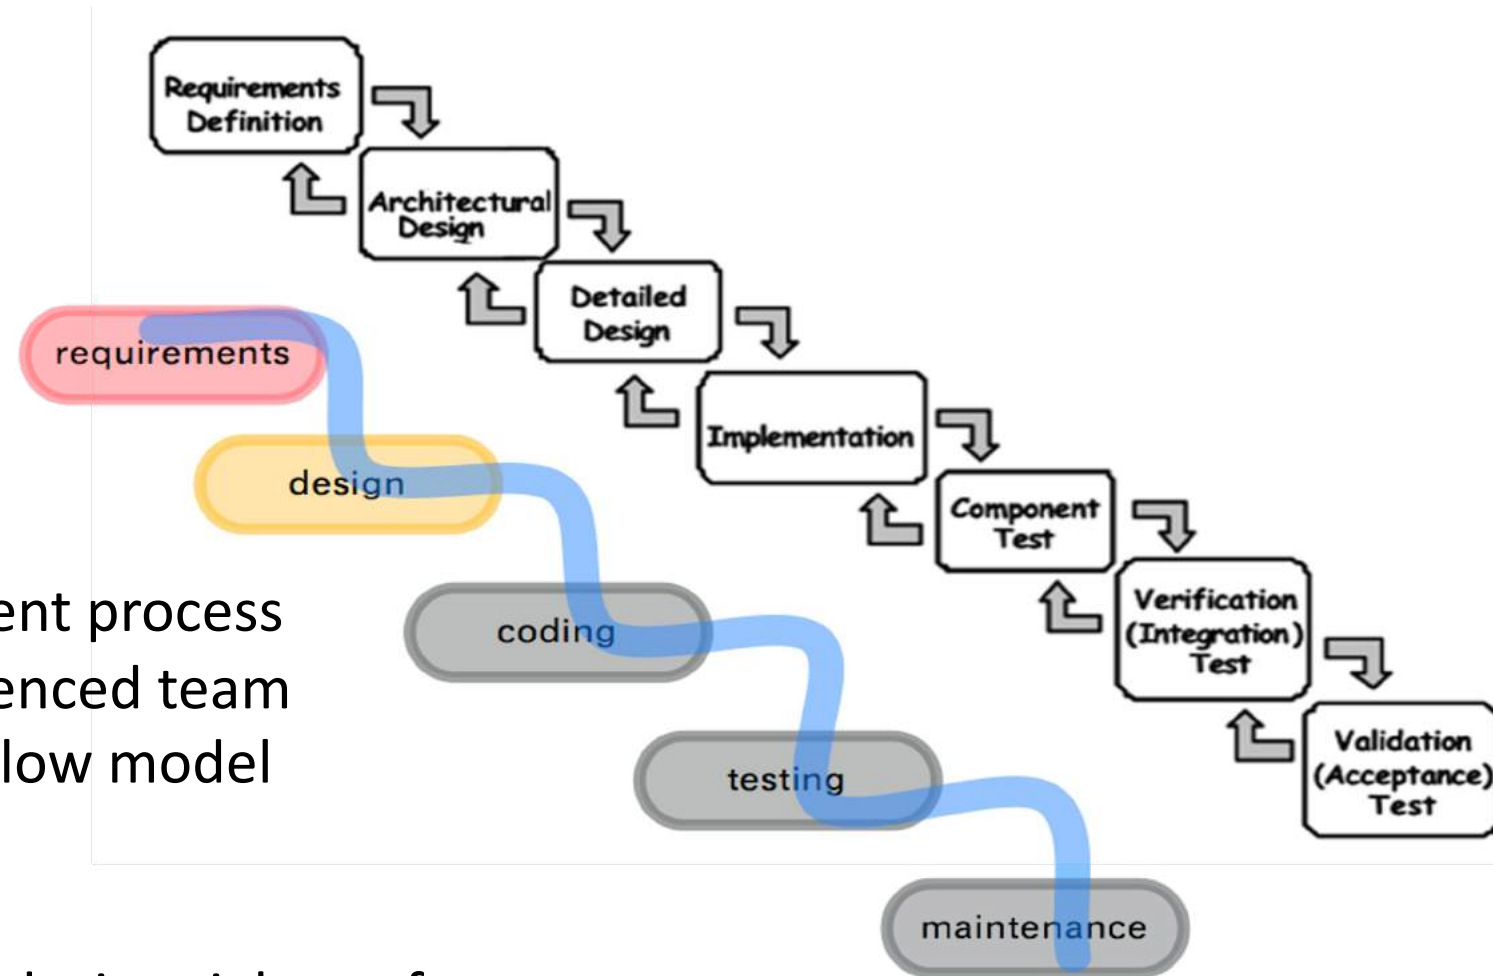 Requirements
Definition
Architectural
Design
Detailed
Design
Implementation
Component
Test
Verification
(Integration)
Test
Validation
(Acceptance)
Test
requirements
design
coding
testing
maintenance
ent process
enced team
low model